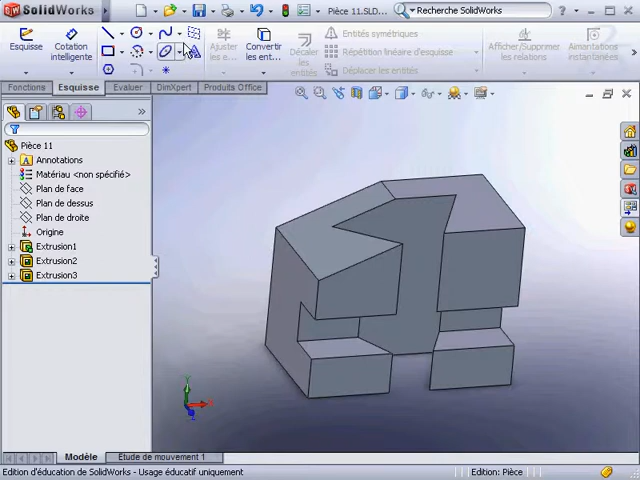 SolidWorks
Pièce 11.SLD...
Recherche SolidWorks
Esquisse
Cotation
intelligente
Ajuster
les e...
Convertir
les ent...
Décaler
les
entités
Entités symétriques
Répétition linéaire d'esquisse
Déplacer les entités
Afficher/Supprimer
les relations
Aimantations
instantanées
Fonctions
Esquisse
Evaluer
DimXpert
Produits Office
Pièce 11
Annotations
Matériau <non spécifié>
Plan de face
Plan de dessus
Plan de droite
Origine
Extrusion1
Extrusion2
Extrusion3
Modèle
Etude de mouvement 1
Edition d'éducation de SolidWorks - Usage éducatif uniquement
Edition: Pièce